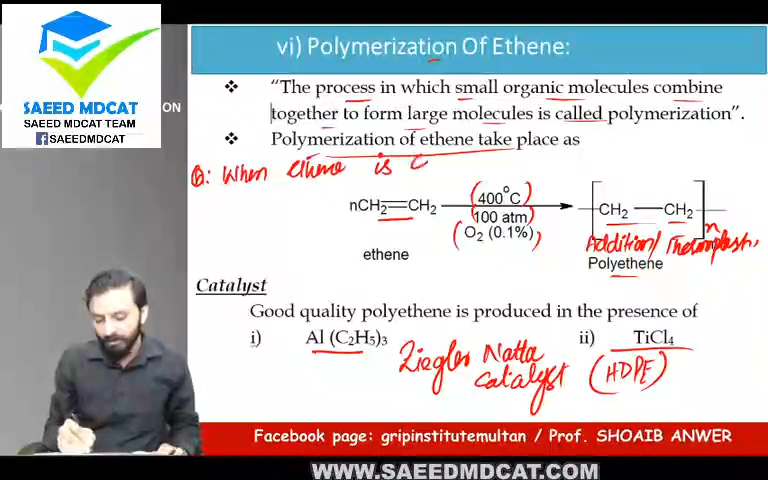 vi) Polymerization Of Ethene:
SAEED MDCAT
SAEED MDCAT TEAM
SAEEDMDCAT
ON
❖ “The process in which small organic molecules combine
together to form large molecules is called polymerization”.
❖ Polymerization of ethene take place as
Q: When ethene is C
nCH2=CH2
400°C
100 atm
O2 (0.1%)
CH2—CH2
n
ethene
Addition/ Thermoplast
Polyethene
Catalyst
Good quality polyethene is produced in the presence of
i) Al (C2H5)3
ii) TiCl4
Ziegler Natta
Catalyst
(HDPE)
Facebook page: gripinstitutemultan / Prof. SHOAIB ANWER
WWW.SAEEDMDCAT.COM